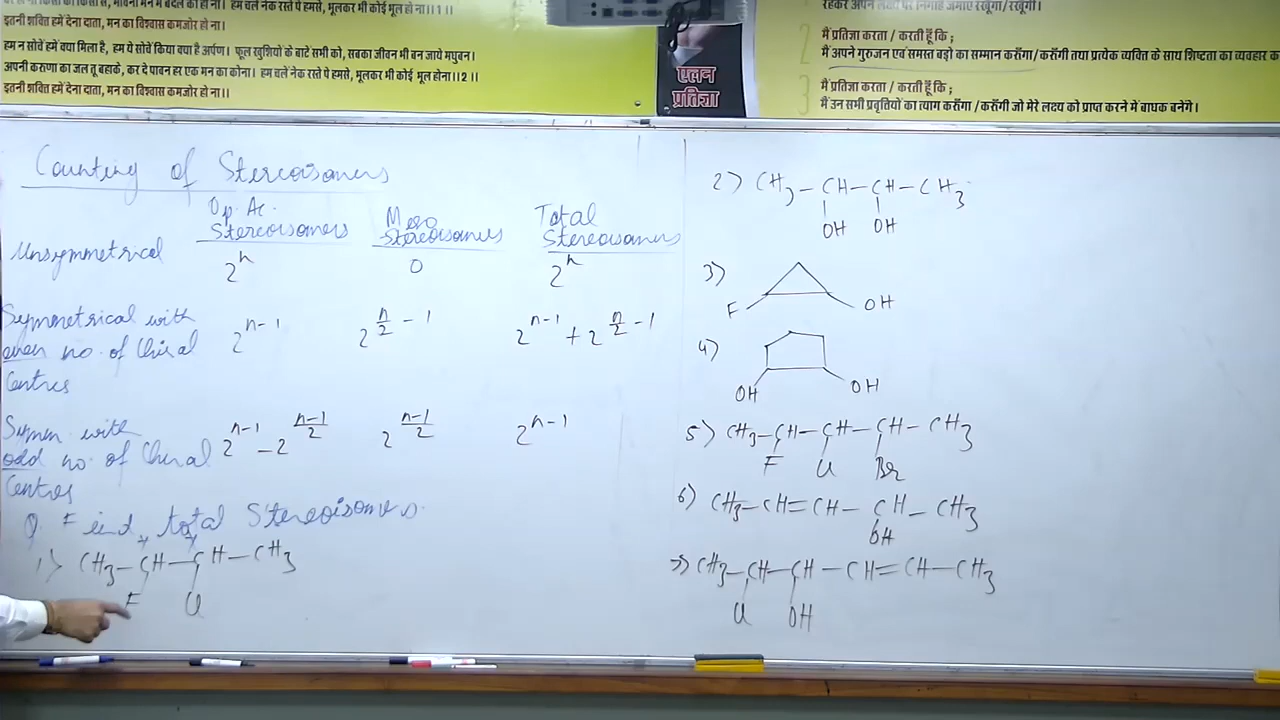 इतनी शक्ति हमें देना दाता, मन का विश्वास कमजोर हो ना।
हम न सोचें हमें क्या मिला है, हम ये सोचें किया क्या है अर्पण। फूल खुशियों के बाटे सभी को, सबका जीवन भी बन जाये मधुबन।
अपनी करुणा का जल तू बहाके, कर दे पावन हर एक मन का कोना। हम चलें नेक रस्ते पे हमसे, भूलकर भी कोई भूल होना।।2।।
इतनी शक्ति हमें देना दाता, मन का विश्वास कमजोर हो ना।।
एलन
प्रतिज्ञा
2
मैं प्रतिज्ञा करता / करती हूँ कि ;
मैं अपने गुरुजन एवं समस्त बड़ो का सम्मान करूँगा / करूँगी तथा प्रत्येक व्यक्ति के साथ शिष्टता का व्यवहार
3
मैं प्रतिज्ञा करता / करती हूँ कि ;
मैं उन सभी प्रवृत्तियों का त्याग करूँगा / करूँगी जो मेरे लक्ष्य को प्राप्त करने में बाधक बनेंगे।
Counting of Stereoisomers
Op. Ac. Stereoisomers Meso Stereoisomers Total Stereoisomers
Unsymmetrical 2^n 0 2^n
Symmetrical with
even no. of Chiral
Centres
2^{n-1} 2^{n/2 - 1} 2^{n-1} + 2^{n/2 - 1}
Symm. with
odd no. of Chiral
Centres
2^{n-1} - 2^{(n-1)/2} 2^{(n-1)/2} 2^{n-1}
Q. Find total Stereoisomers.
1) CH3-CH-CH-CH3
F Cl
2) CH3-CH-CH-CH3
OH OH
3)
F OH
4)
OH OH
5) CH3-CH-CH-CH-CH3
F Cl Br
6) CH3-CH=CH-CH-CH3
OH
7) CH3-CH-CH-CH=CH-CH3
Cl OH